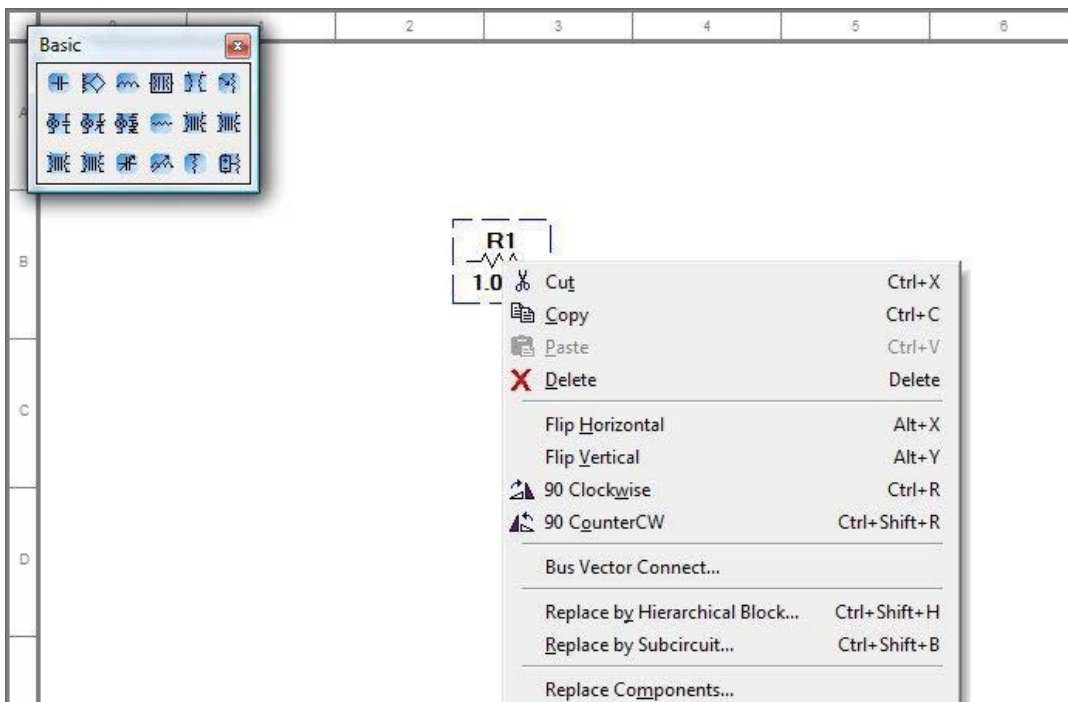 2 3 4 5 6
Basic
A
B
R1
1.0
Cut Ctrl+X
Copy Ctrl+C
Paste Ctrl+V
Delete Delete
C
Flip Horizontal Alt+X
Flip Vertical Alt+Y
90 Clockwise Ctrl+R
90 CounterCW Ctrl+Shift+R
D
Bus Vector Connect...
Replace by Hierarchical Block... Ctrl+Shift+H
Replace by Subcircuit... Ctrl+Shift+B
Replace Components...